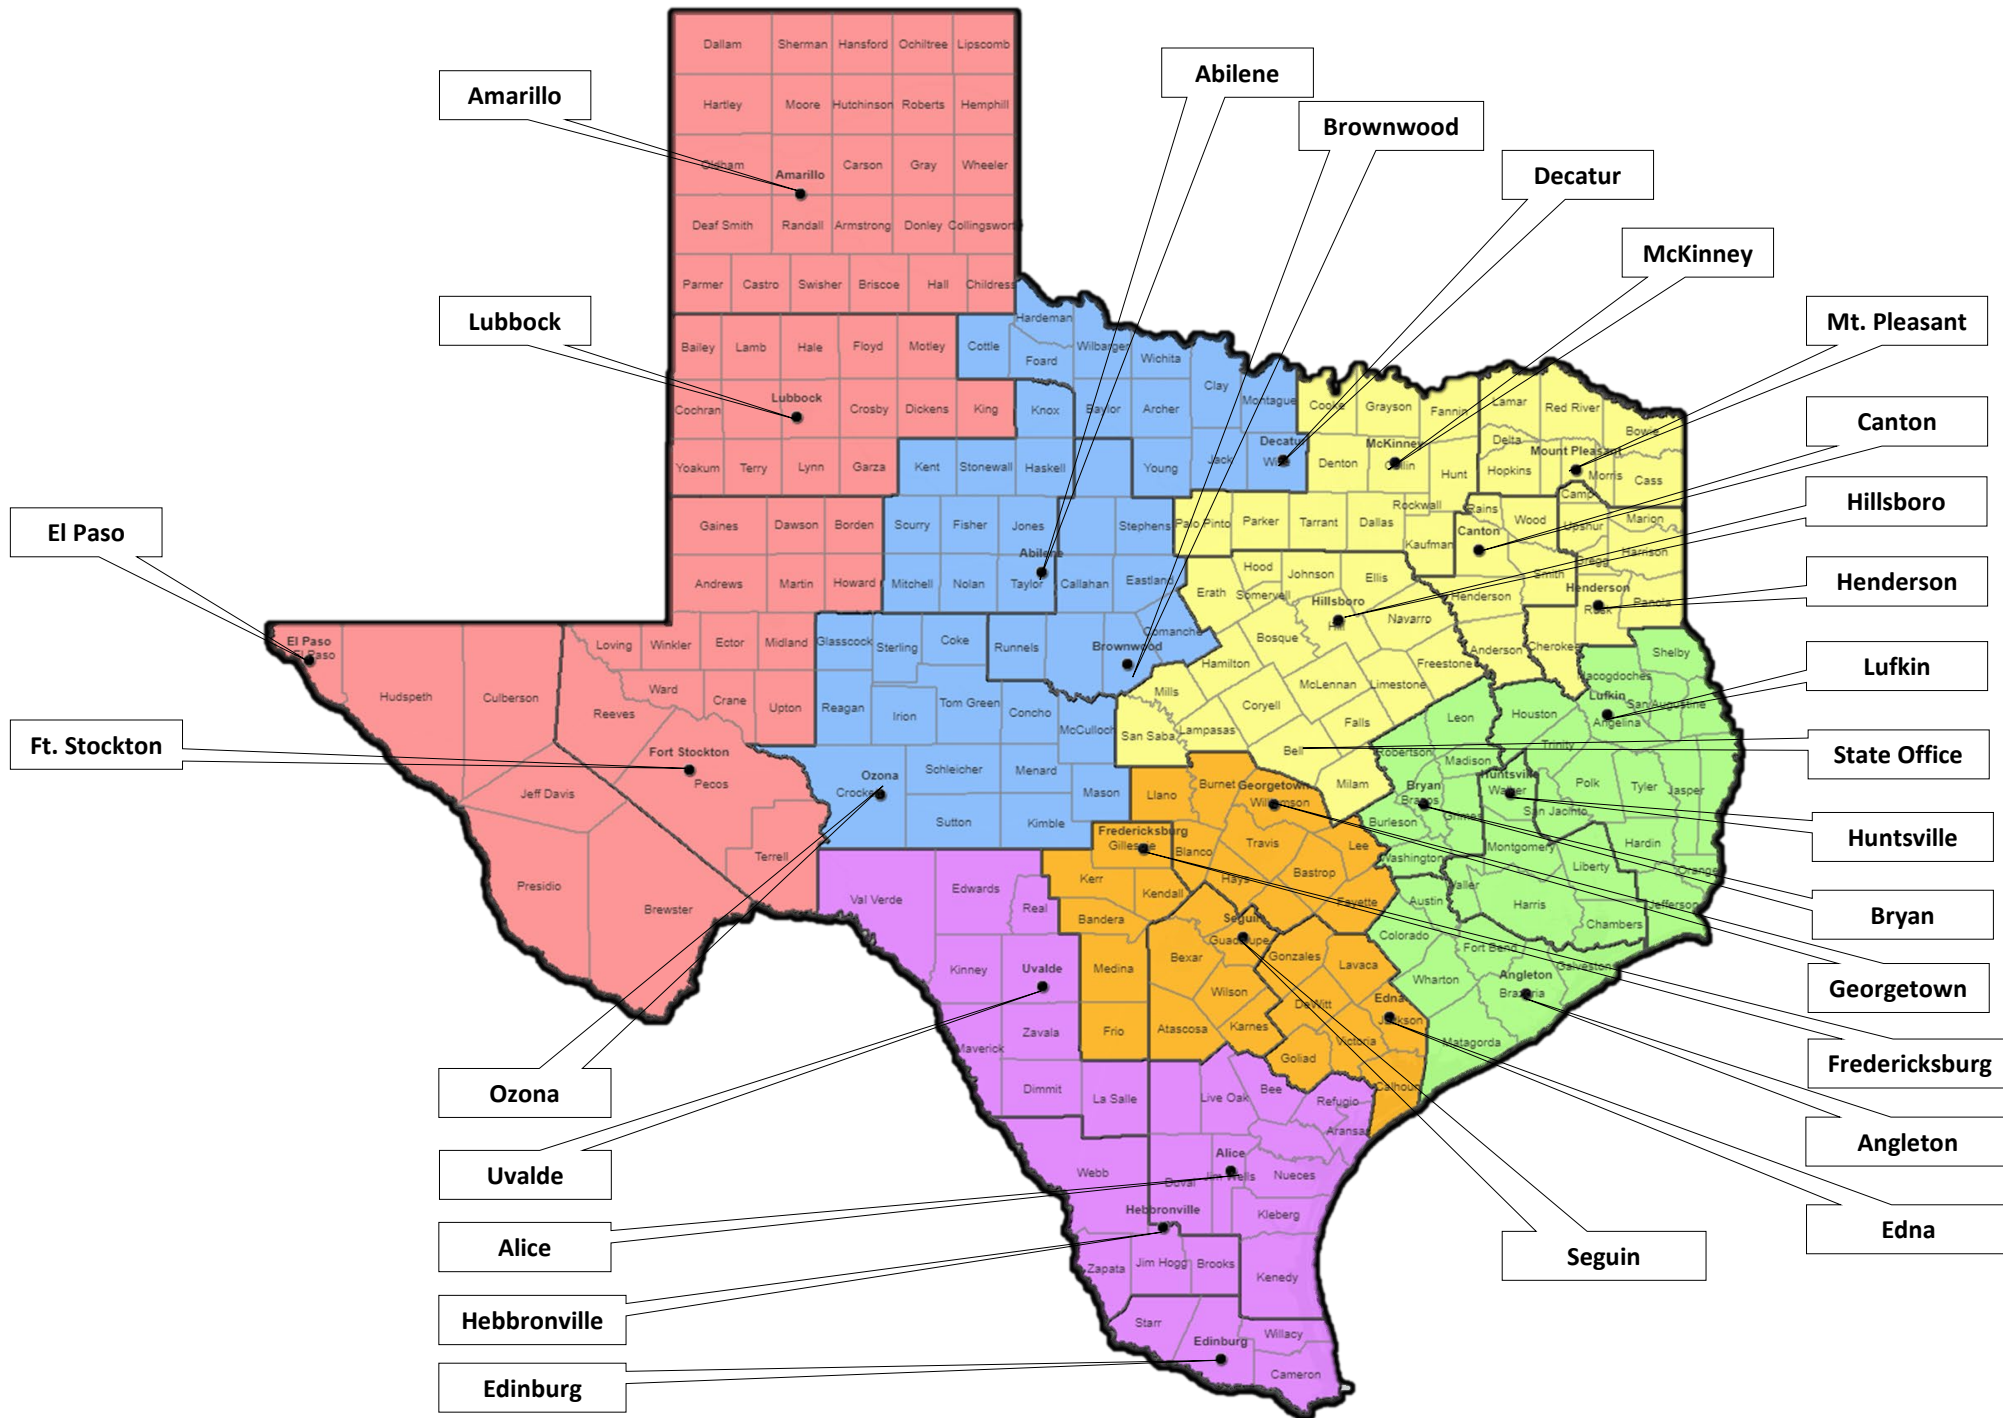 Abilene
Amarillo
Brownwood
Decatur
McKinney
Lubbock
Mt. Pleasant
Canton
Hillsboro
El Paso
Henderson
Lufkin
Ft. Stockton
State Office
Huntsville
Bryan
Georgetown
Fredericksburg
Ozona
Angleton
Uvalde
Edna
Alice
Seguin
Hebbronville
Edinburg
Dallam Sherman Hansford Ochiltree Lipscomb
Hartley Moore Hutchinson Roberts Hemphill
Oldham Amarillo Carson Gray Wheeler
Deaf Smith Randall Armstrong Donley Collingsworth
Parmer Castro Swisher Briscoe Hall Childress
Hardeman
Bailey Lamb Hale Floyd Motley Cottle Foard Wilbarger Wichita
Clay Montague Cooke Grayson Fannin Lamar Red River Bowie
Cochran Lubbock Crosby Dickens King Knox Baylor Archer
Decatur McKinney Delta Mount Pleasant
Yoakum Terry Lynn Garza Kent Stonewall Haskell Young Jack Wise Denton Collin Hunt Hopkins Morris Cass
Rockwall Rains Camp
Gaines Dawson Borden Scurry Fisher Jones Stephens Palo Pinto Parker Tarrant Dallas Kaufman Canton Wood Upshur Marion
Abilene Gregg Harrison
Andrews Martin Howard Mitchell Nolan Taylor Callahan Eastland Erath Hood Somervell Johnson Ellis Henderson Smith Henderson Rusk Panola
Hillsboro Hill Navarro
El Paso
El Paso
Loving Winkler Ector Midland Glasscock Sterling Coke Runnels Brownwood Comanche Bosque Hamilton Freestone Anderson Cherokee Shelby
Hudspeth Culberson Reeves Ward Crane Upton Reagan Irion Tom Green Concho McCulloch Mills Coryell McLennan Limestone Leon Houston Nacogdoches Lufkin San Augustine Angelina
Fort Stockton
Pecos
San Saba Lampasas Bell Falls Robertson Madison Trinity
Jeff Davis Ozona Crockett Schleicher Menard Mason Llano Burnet Georgetown Williamson Milam Bryan Brazos Huntsville Walker Polk Tyler Jasper
Sutton Kimble Fredericksburg Gillespie Blanco Travis Lee Burleson Grimes San Jacinto Hardin
Terrell Kerr Kendall Hays Bastrop Washington Montgomery Liberty Orange
Presidio Brewster Val Verde Edwards Real Bandera Fayette Austin Waller Harris Chambers Jefferson
Seguin Guadalupe Colorado Fort Bend Galveston
Kinney Uvalde Medina Bexar Wilson Gonzales Lavaca Wharton Angleton Brazoria
Maverick Zavala Frio Atascosa Karnes DeWitt Edna Jackson Victoria Matagorda
Dimmit La Salle Live Oak Bee Goliad Refugio Calhoun Aransas
Webb Duval Alice Jim Wells Nueces
Hebbronville Kleberg
Zapata Jim Hogg Brooks Kenedy
Starr Edinburg Willacy
Cameron